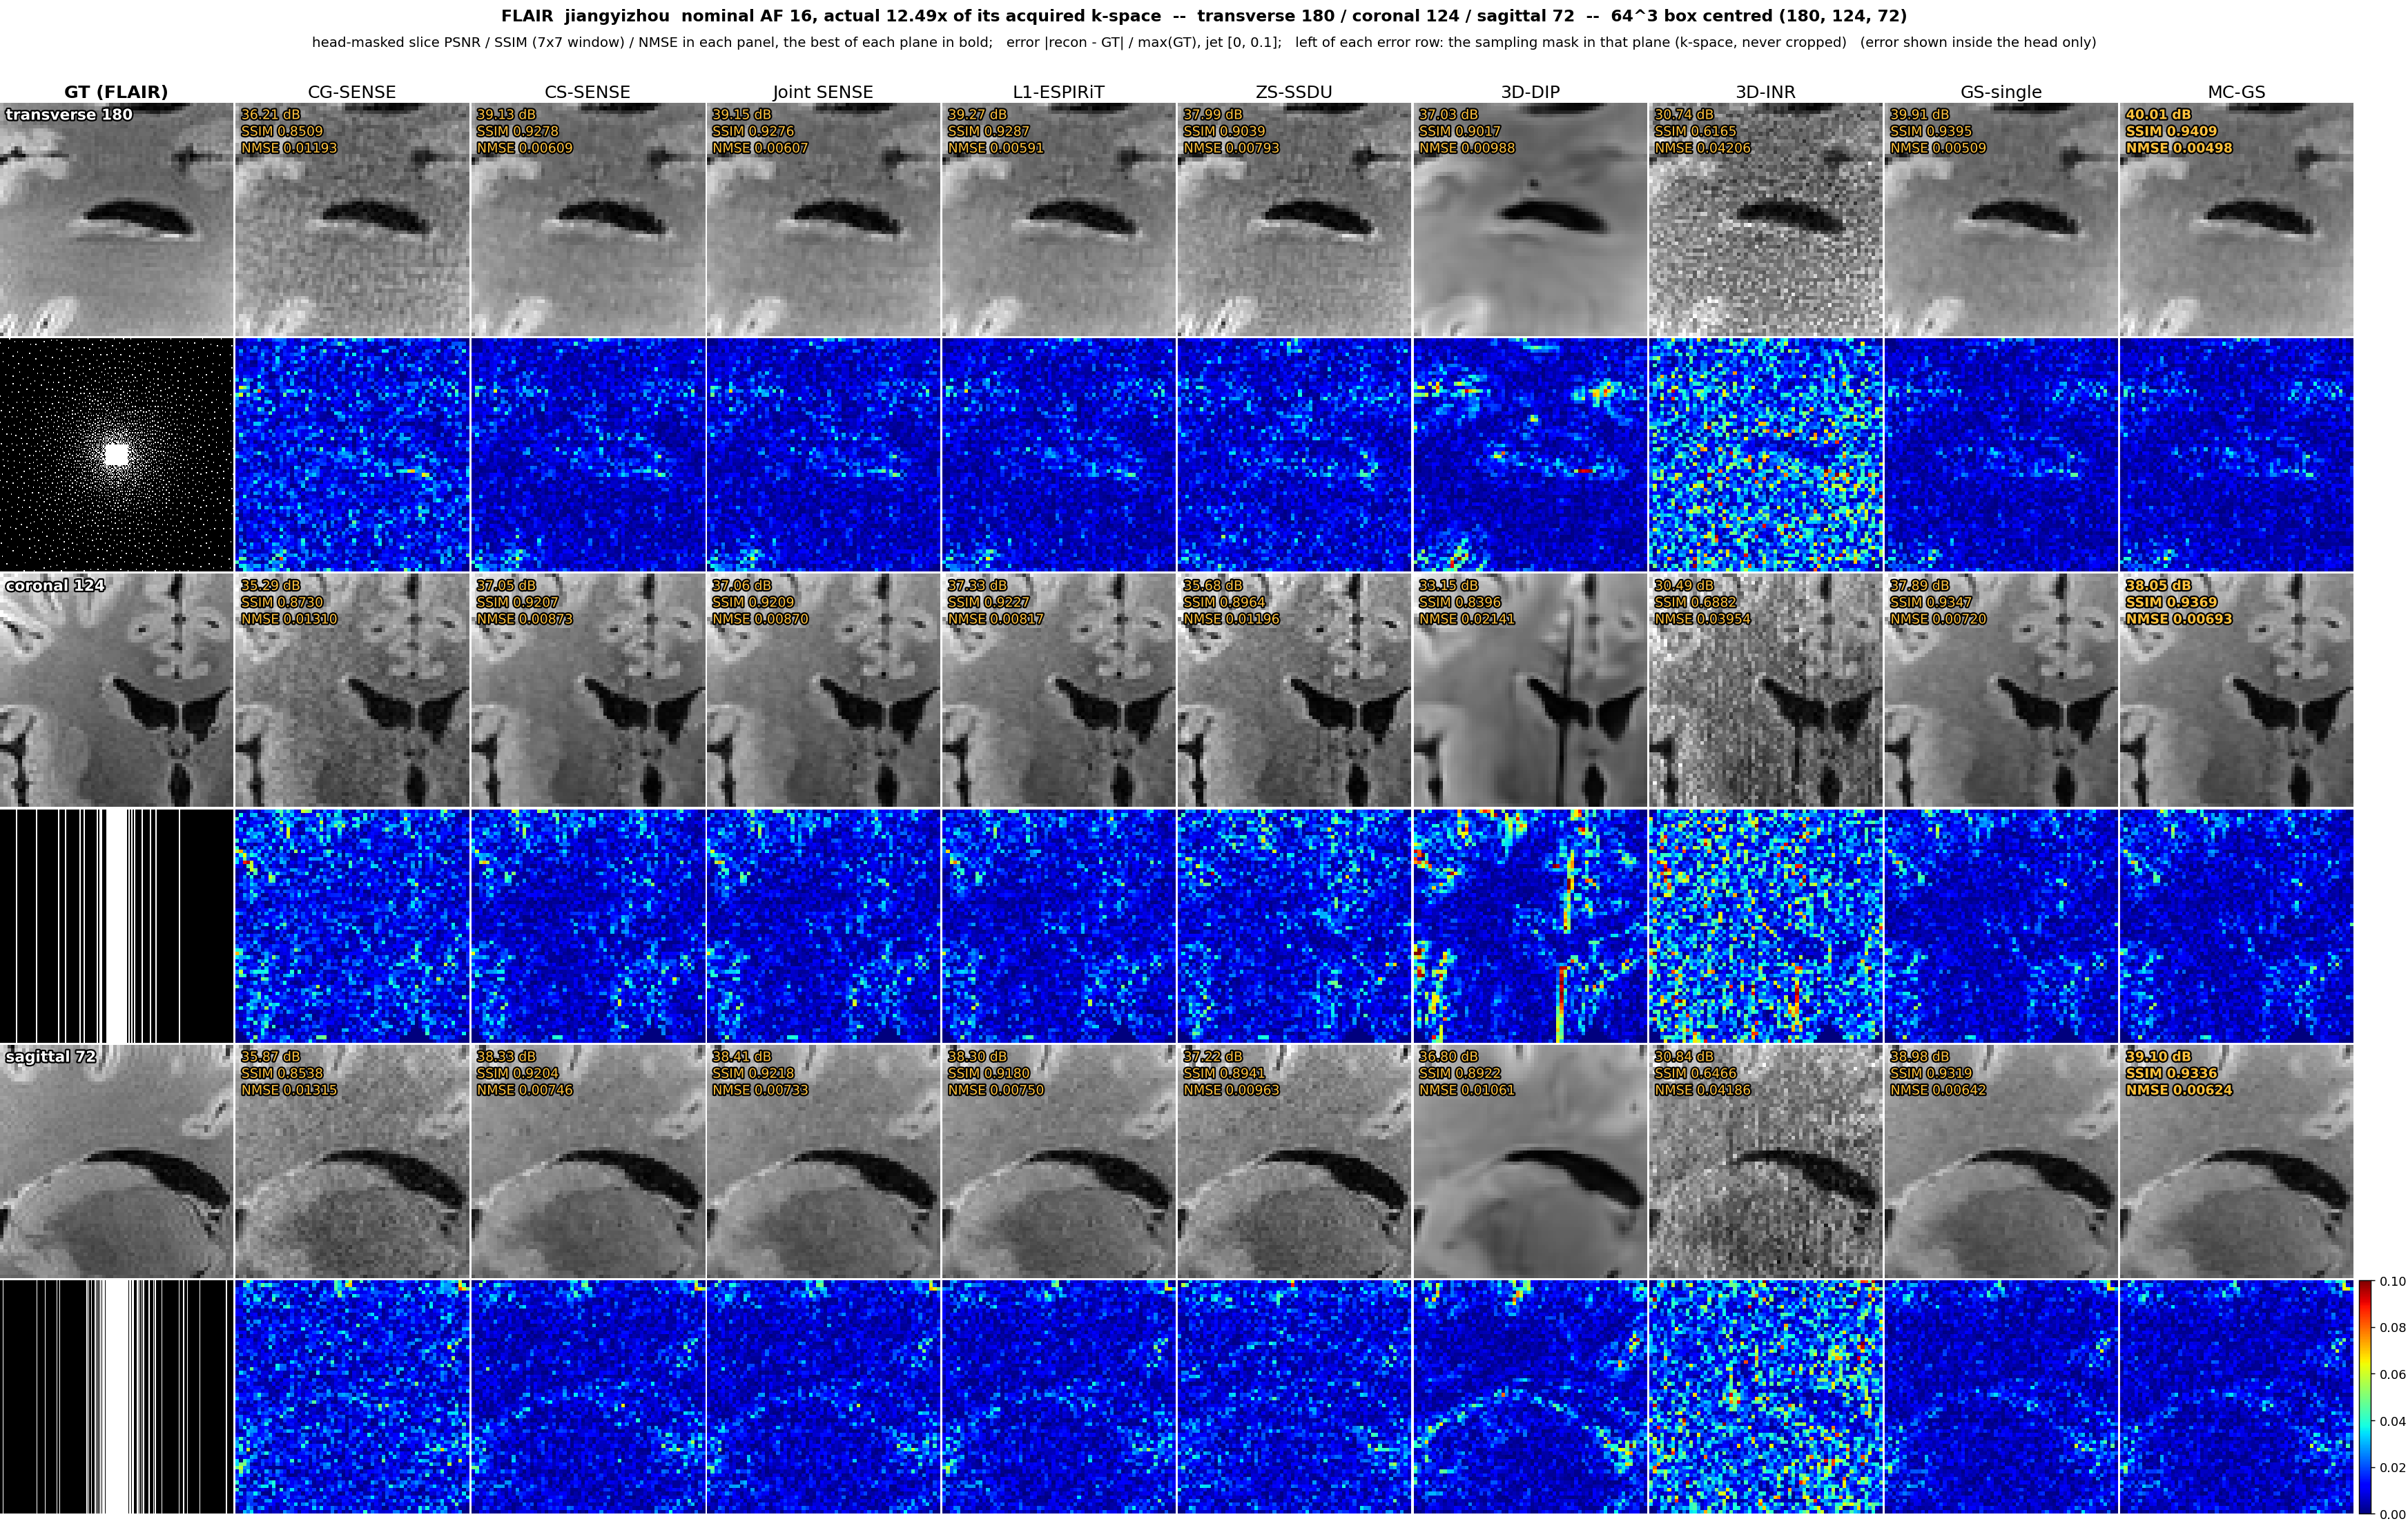 FLAIR jiangyizhou nominal AF 16, actual 12.49x of its acquired k-space -- transverse 180 / coronal 124 / sagittal 72 -- 64^3 box centred (180, 124, 72)
head-masked slice PSNR / SSIM (7x7 window) / NMSE in each panel, the best of each plane in bold; error |recon - GT| / max(GT), jet [0, 0.1]; left of each error row: the sampling mask in that plane (k-space, never cropped) (error shown inside the head only)
GT (FLAIR) CG-SENSE CS-SENSE Joint SENSE L1-ESPIRiT ZS-SSDU 3D-DIP 3D-INR GS-single MC-GS
transverse 180 36.21 dB 39.13 dB 39.15 dB 39.27 dB 37.99 dB 37.03 dB 30.74 dB 39.91 dB 40.01 dB
SSIM 0.8509 SSIM 0.9278 SSIM 0.9276 SSIM 0.9287 SSIM 0.9039 SSIM 0.9017 SSIM 0.6165 SSIM 0.9395 SSIM 0.9409
NMSE 0.01193 NMSE 0.00609 NMSE 0.00607 NMSE 0.00591 NMSE 0.00793 NMSE 0.00988 NMSE 0.04206 NMSE 0.00509 NMSE 0.00498
coronal 124 35.29 dB 37.05 dB 37.06 dB 37.33 dB 35.68 dB 33.15 dB 30.49 dB 37.89 dB 38.05 dB
SSIM 0.8730 SSIM 0.9207 SSIM 0.9209 SSIM 0.9227 SSIM 0.8964 SSIM 0.8396 SSIM 0.6882 SSIM 0.9347 SSIM 0.9369
NMSE 0.01310 NMSE 0.00873 NMSE 0.00870 NMSE 0.00817 NMSE 0.01196 NMSE 0.02141 NMSE 0.03954 NMSE 0.00720 NMSE 0.00693
sagittal 72 35.87 dB 38.33 dB 38.41 dB 38.30 dB 37.22 dB 36.80 dB 30.84 dB 38.98 dB 39.10 dB
SSIM 0.8538 SSIM 0.9204 SSIM 0.9218 SSIM 0.9180 SSIM 0.8941 SSIM 0.8922 SSIM 0.6466 SSIM 0.9319 SSIM 0.9336
NMSE 0.01315 NMSE 0.00746 NMSE 0.00733 NMSE 0.00750 NMSE 0.00963 NMSE 0.01061 NMSE 0.04186 NMSE 0.00642 NMSE 0.00624
0.10
0.08
0.06
0.04
0.02
0.00